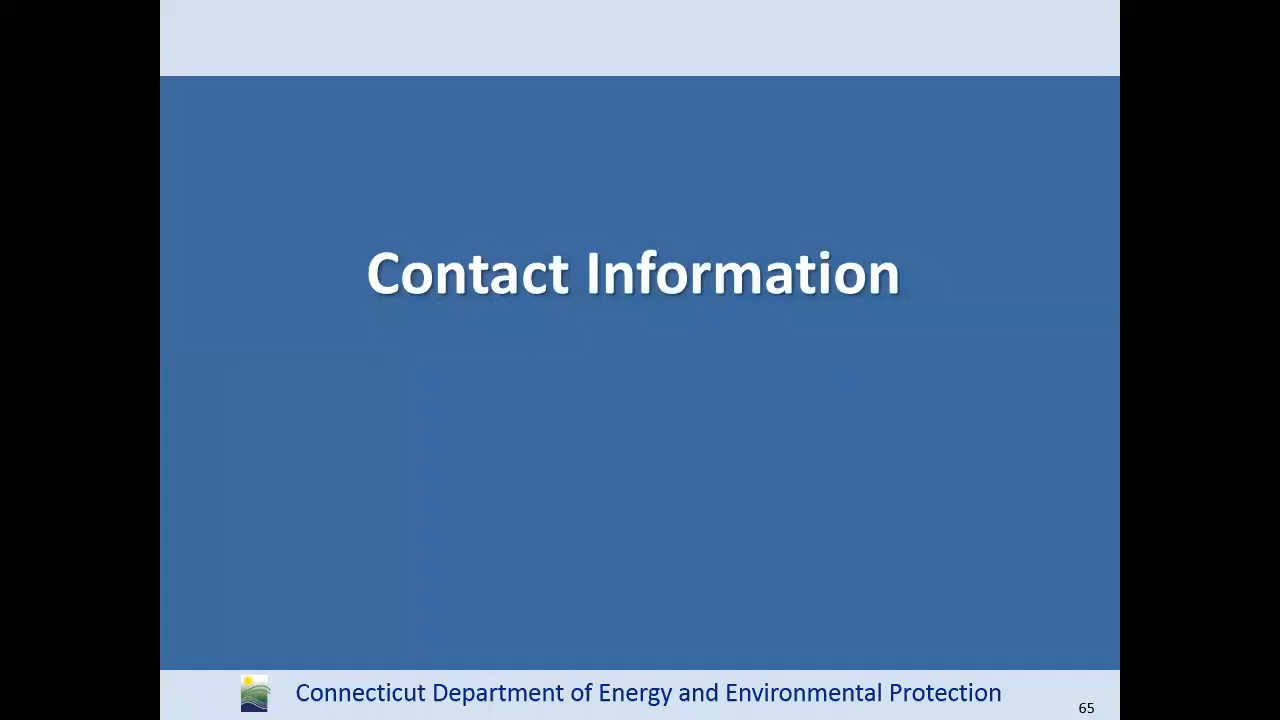 Contact Information
Connecticut Department of Energy and Environmental Protection
65